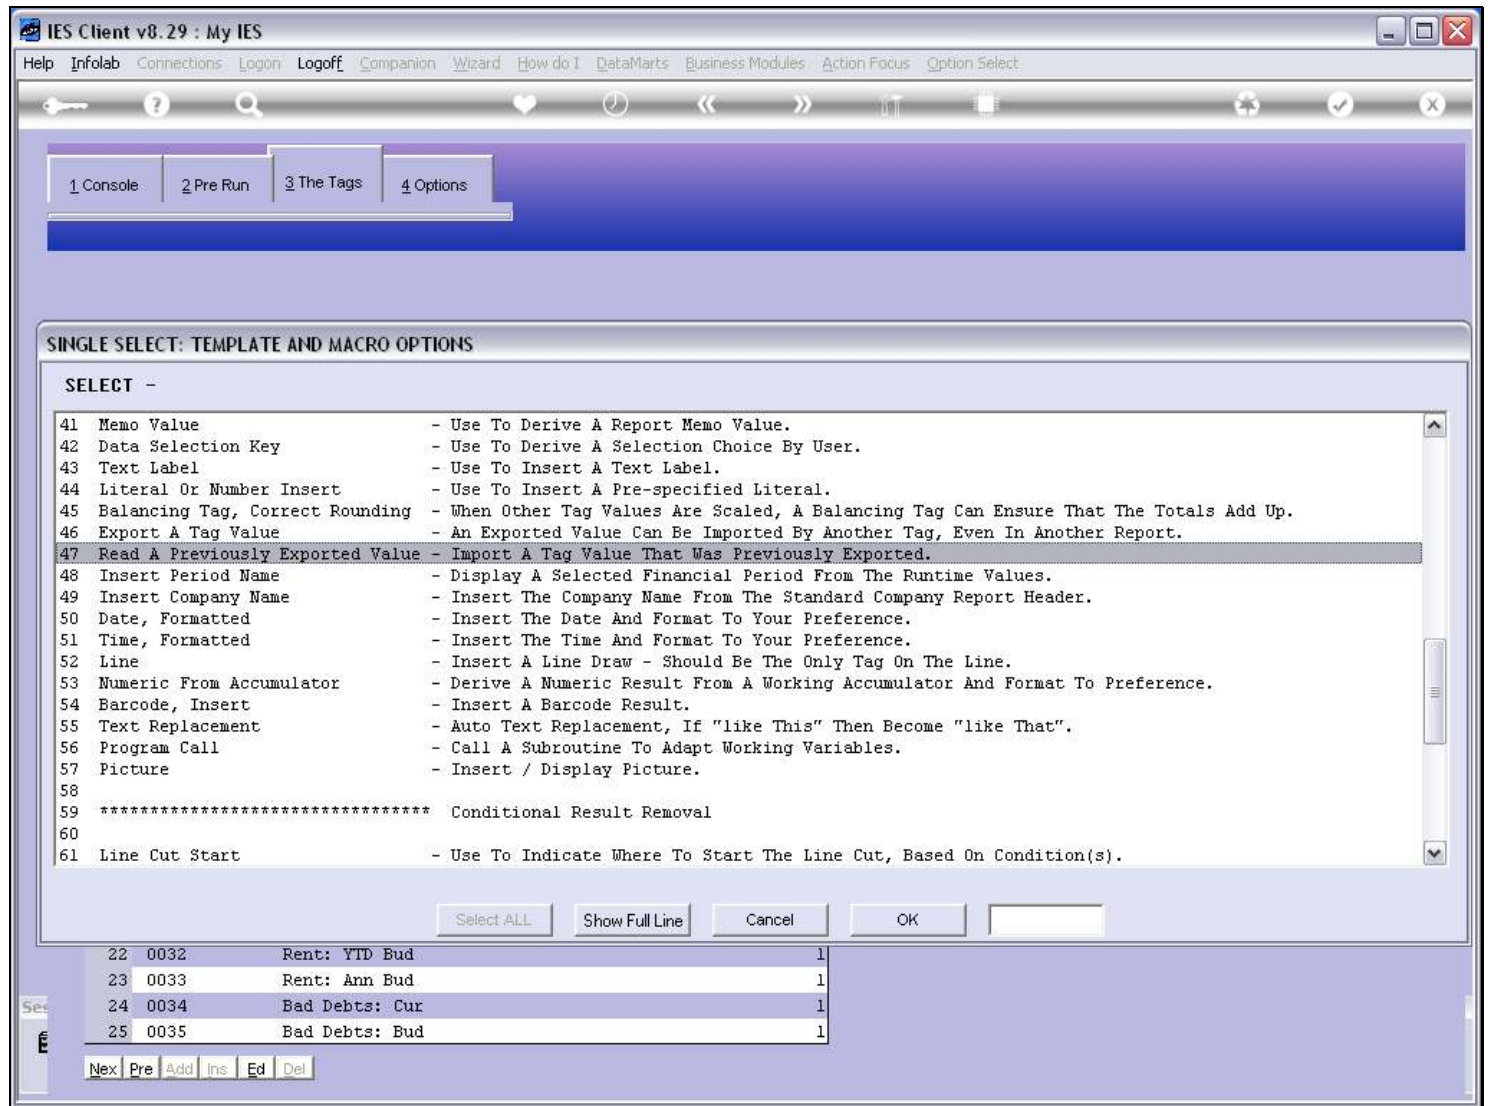 IES Client v8.29 : My IES
Help Infolab Connections Logon Logoff Companion Wizard How do I DataMarts Business Modules Action Focus Option Select
1 Console 2 Pre Run 3 The Tags 4 Options
SINGLE SELECT: TEMPLATE AND MACRO OPTIONS
SELECT -
41 Memo Value - Use To Derive A Report Memo Value.
42 Data Selection Key - Use To Derive A Selection Choice By User.
43 Text Label - Use To Insert A Text Label.
44 Literal Or Number Insert - Use To Insert A Pre-specified Literal.
45 Balancing Tag, Correct Rounding - When Other Tag Values Are Scaled, A Balancing Tag Can Ensure That The Totals Add Up.
46 Export A Tag Value - An Exported Value Can Be Imported By Another Tag, Even In Another Report.
47 Read A Previously Exported Value - Import A Tag Value That Was Previously Exported.
48 Insert Period Name - Display A Selected Financial Period From The Runtime Values.
49 Insert Company Name - Insert The Company Name From The Standard Company Report Header.
50 Date, Formatted - Insert The Date And Format To Your Preference.
51 Time, Formatted - Insert The Time And Format To Your Preference.
52 Line - Insert A Line Draw - Should Be The Only Tag On The Line.
53 Numeric From Accumulator - Derive A Numeric Result From A Working Accumulator And Format To Preference.
54 Barcode, Insert - Insert A Barcode Result.
55 Text Replacement - Auto Text Replacement, If "like This" Then Become "like That".
56 Program Call - Call A Subroutine To Adapt Working Variables.
57 Picture - Insert / Display Picture.
58
59 ********************************* Conditional Result Removal
60
61 Line Cut Start - Use To Indicate Where To Start The Line Cut, Based On Condition(s).
Select ALL Show Full Line Cancel OK
22 0032 Rent: YTD Bud 1
23 0033 Rent: Ann Bud 1
24 0034 Bad Debts: Cur 1
25 0035 Bad Debts: Bud 1
Nex Pre Add Ins Ed Del